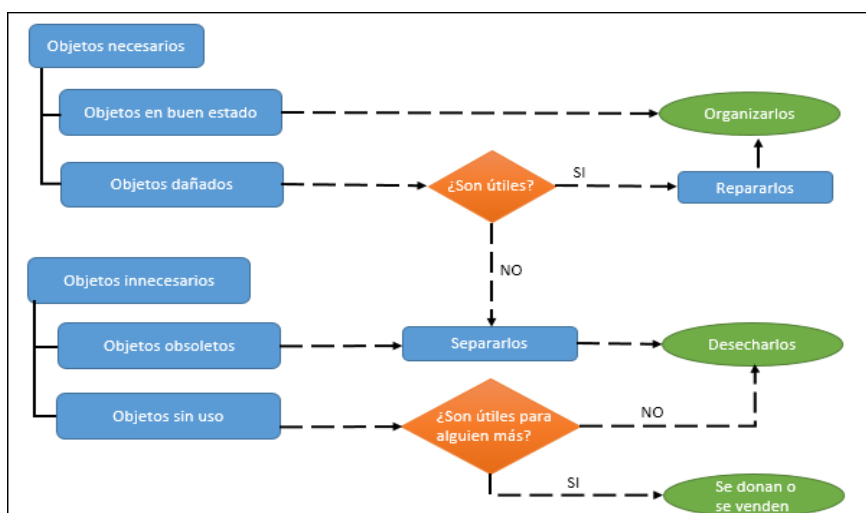 Objetos necesarios
Objetos en buen estado
Organizarlos
Objetos dañados
¿Son útiles?
SI
Repararlos
NO
Objetos innecesarios
Objetos obsoletos
Separarlos
Desecharlos
Objetos sin uso
¿Son útiles para
alguien más?
NO
SI
Se donan o
se venden